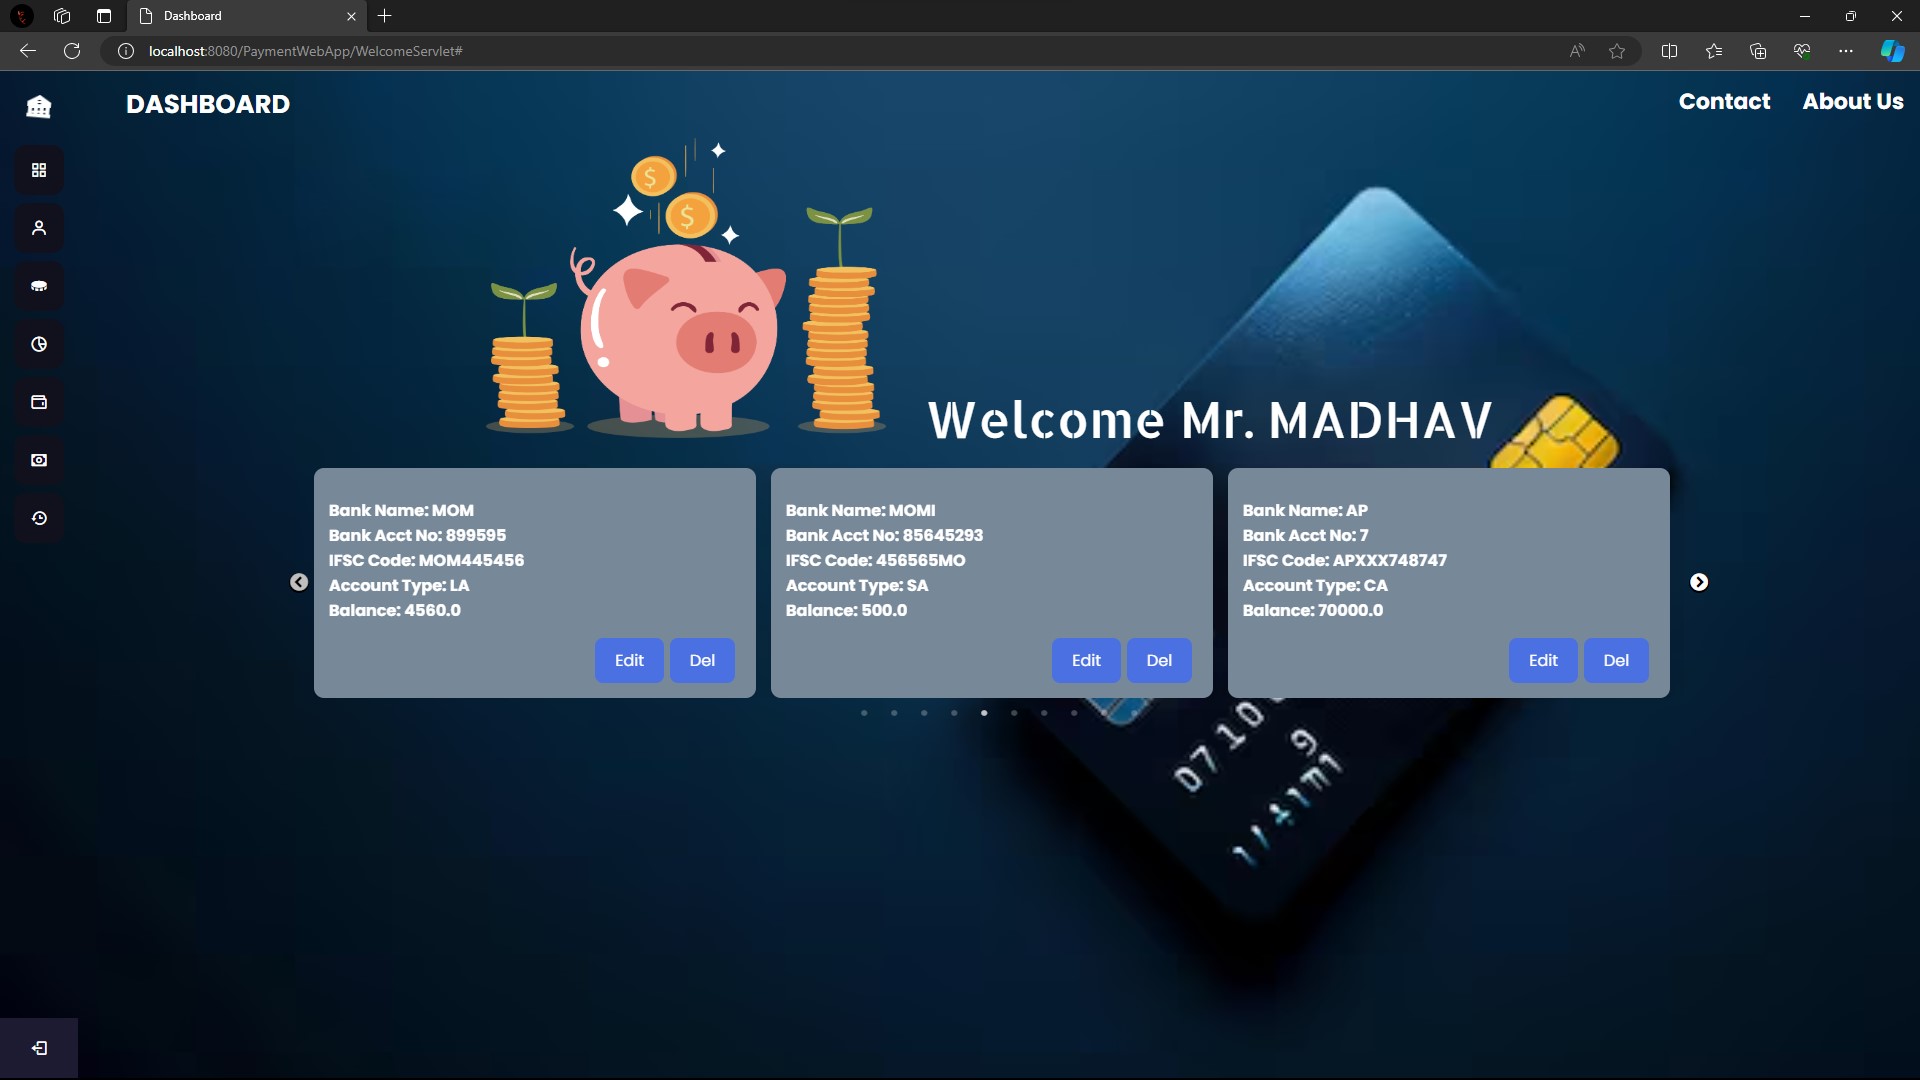 Dashboard
localhost:8080/PaymentWebApp/WelcomeServlet#
DASHBOARD
Contact
About Us
$
$
Welcome Mr. MADHAV
Bank Name: MOM
Bank Acct No: 899595
IFSC Code: MOM445456
Account Type: LA
Balance: 4560.0
Edit
Del
Bank Name: MOMI
Bank Acct No: 85645293
IFSC Code: 456565MO
Account Type: SA
Balance: 500.0
Edit
Del
Bank Name: AP
Bank Acct No: 7
IFSC Code: APXXX748747
Account Type: CA
Balance: 70000.0
Edit
Del